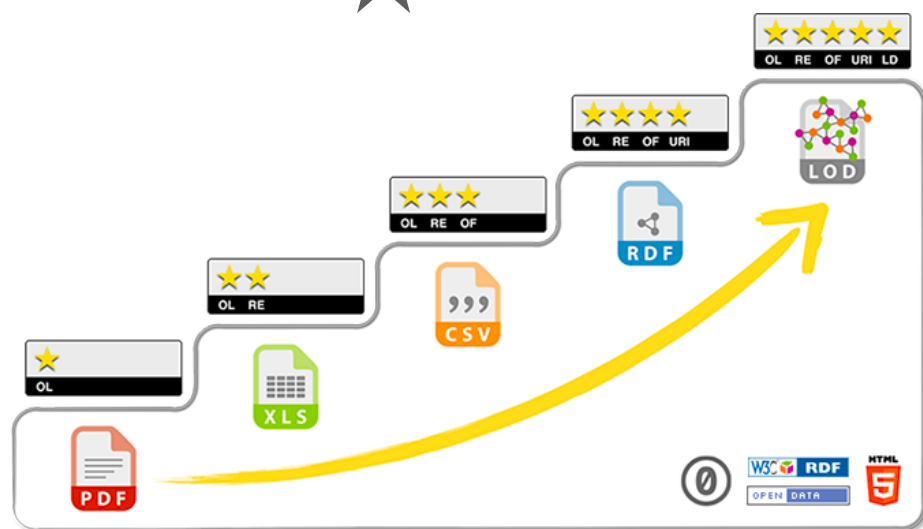 OL RE OF URI LD
LOD
OL RE OF URI
RDF
OL RE OF
CSV
OL RE
XLS
OL
PDF
0
W3C RDF
OPEN DATA
HTML
5